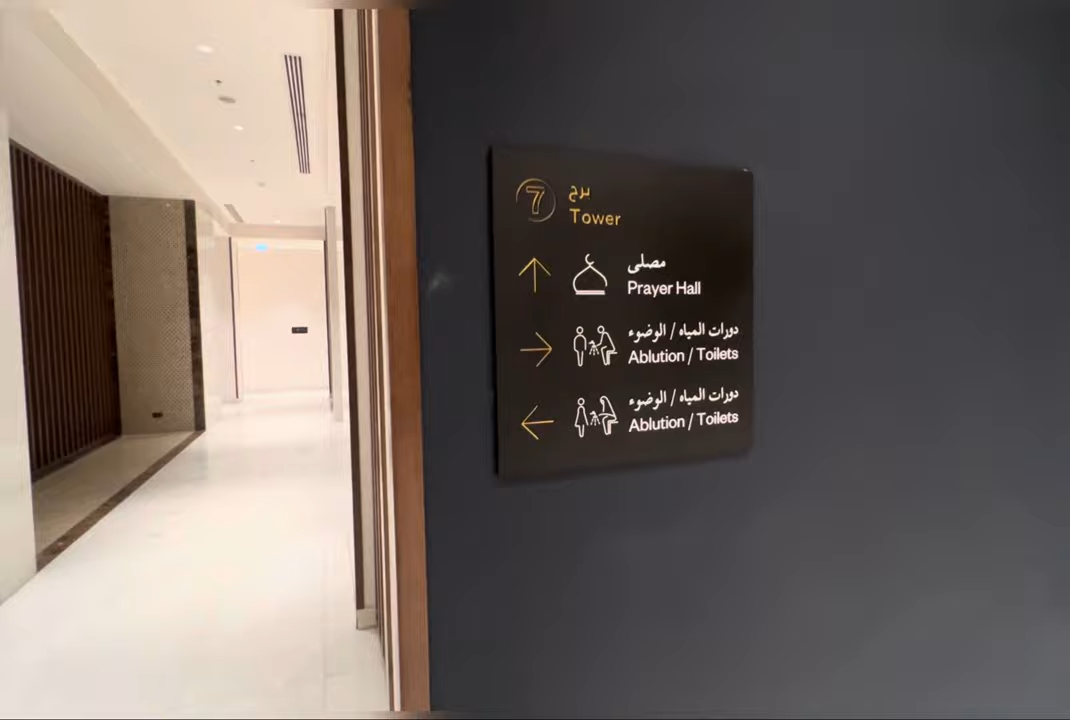 7
برج
Tower
مصلى
Prayer Hall
دورات المياه / الوضوء
Ablution / Toilets
دورات المياه / الوضوء
Ablution / Toilets